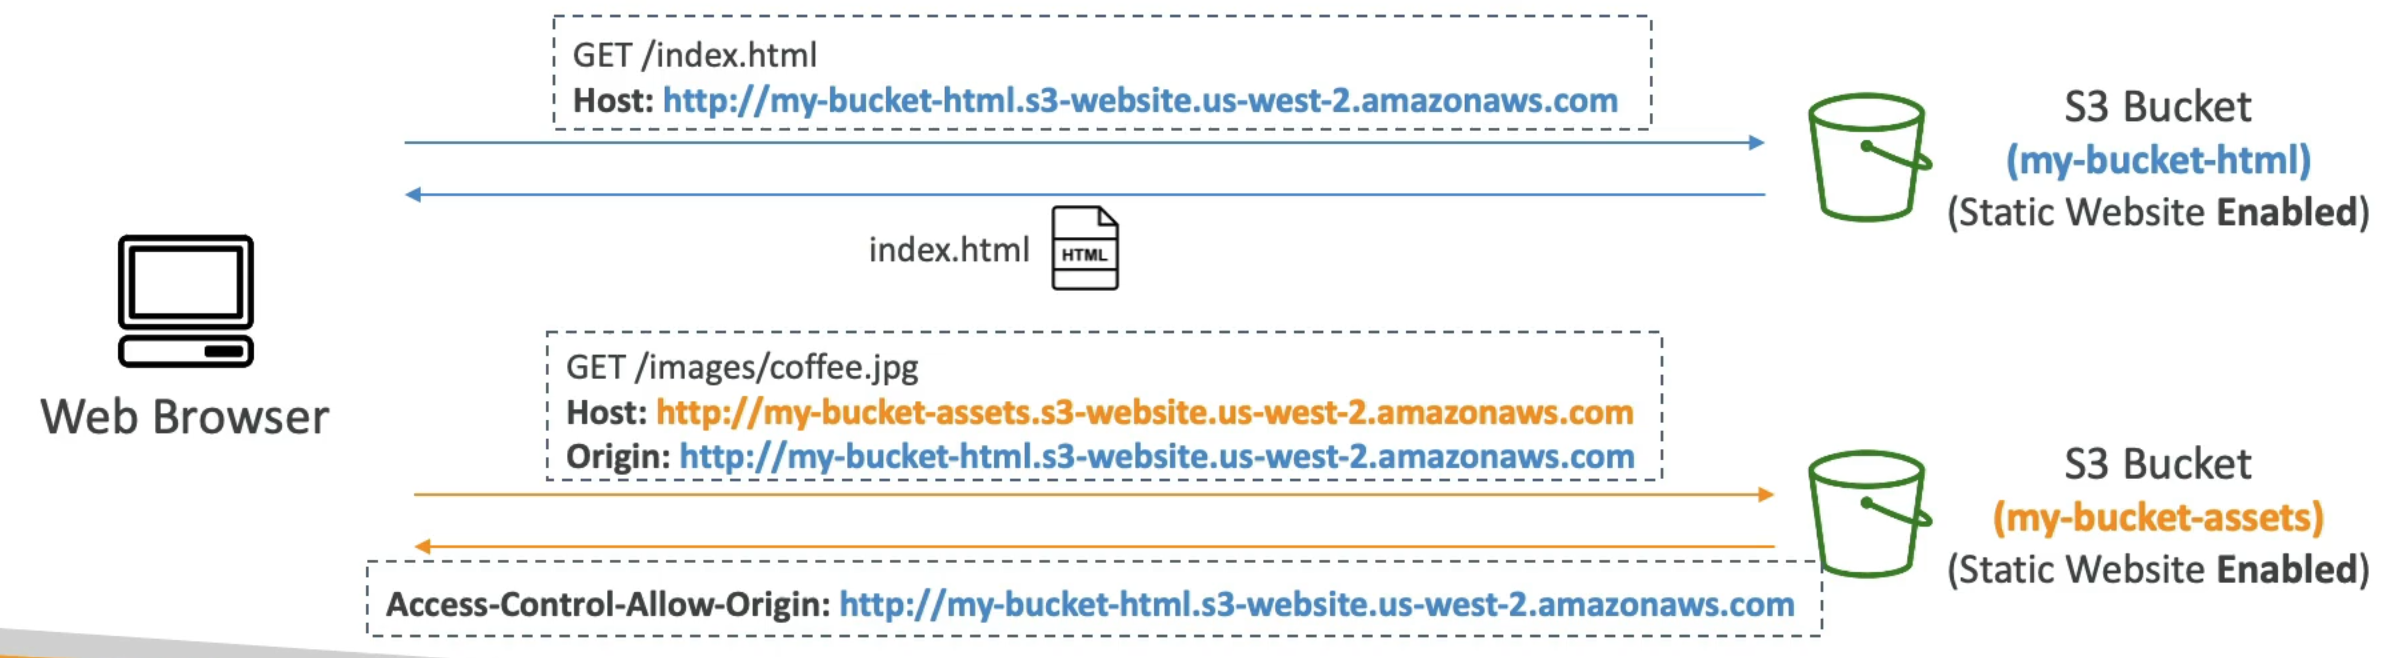 GET /index.html
Host: http://my-bucket-html.s3-website.us-west-2.amazonaws.com
S3 Bucket
(my-bucket-html)
(Static Website Enabled)
index.html
HTML
Web Browser
GET /images/coffee.jpg
Host: http://my-bucket-assets.s3-website.us-west-2.amazonaws.com
Origin: http://my-bucket-html.s3-website.us-west-2.amazonaws.com
S3 Bucket
(my-bucket-assets)
(Static Website Enabled)
Access-Control-Allow-Origin: http://my-bucket-html.s3-website.us-west-2.amazonaws.com